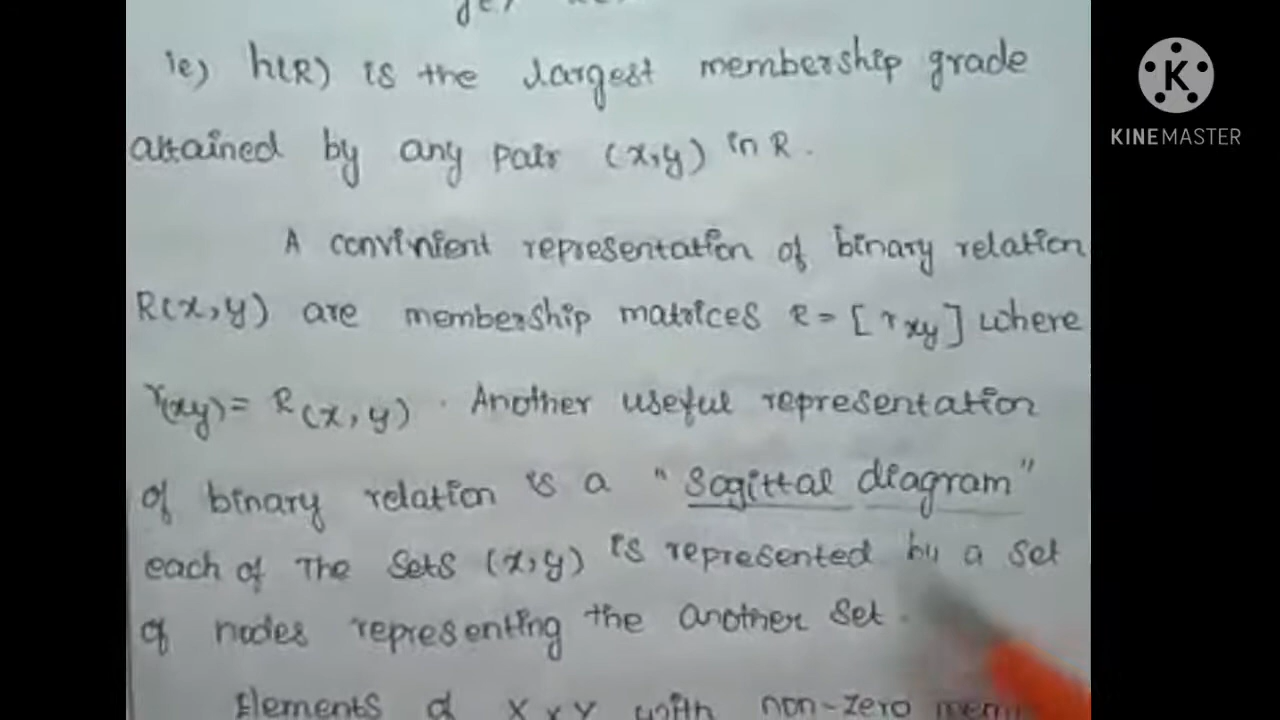 ie) h(R) is the largest membership grade
attained by any pair (x,y) in R.
A convinient representation of binary relation
R(x,y) are membership matrices R = [rxy] where
r(xy) = R(x,y). Another useful representation
of binary relation is a "Sagittal diagram"
each of The Sets (x,y) is represented by a set
of nodes representing the another set.
Elements of X x Y with non-zero
K
KINEMASTER